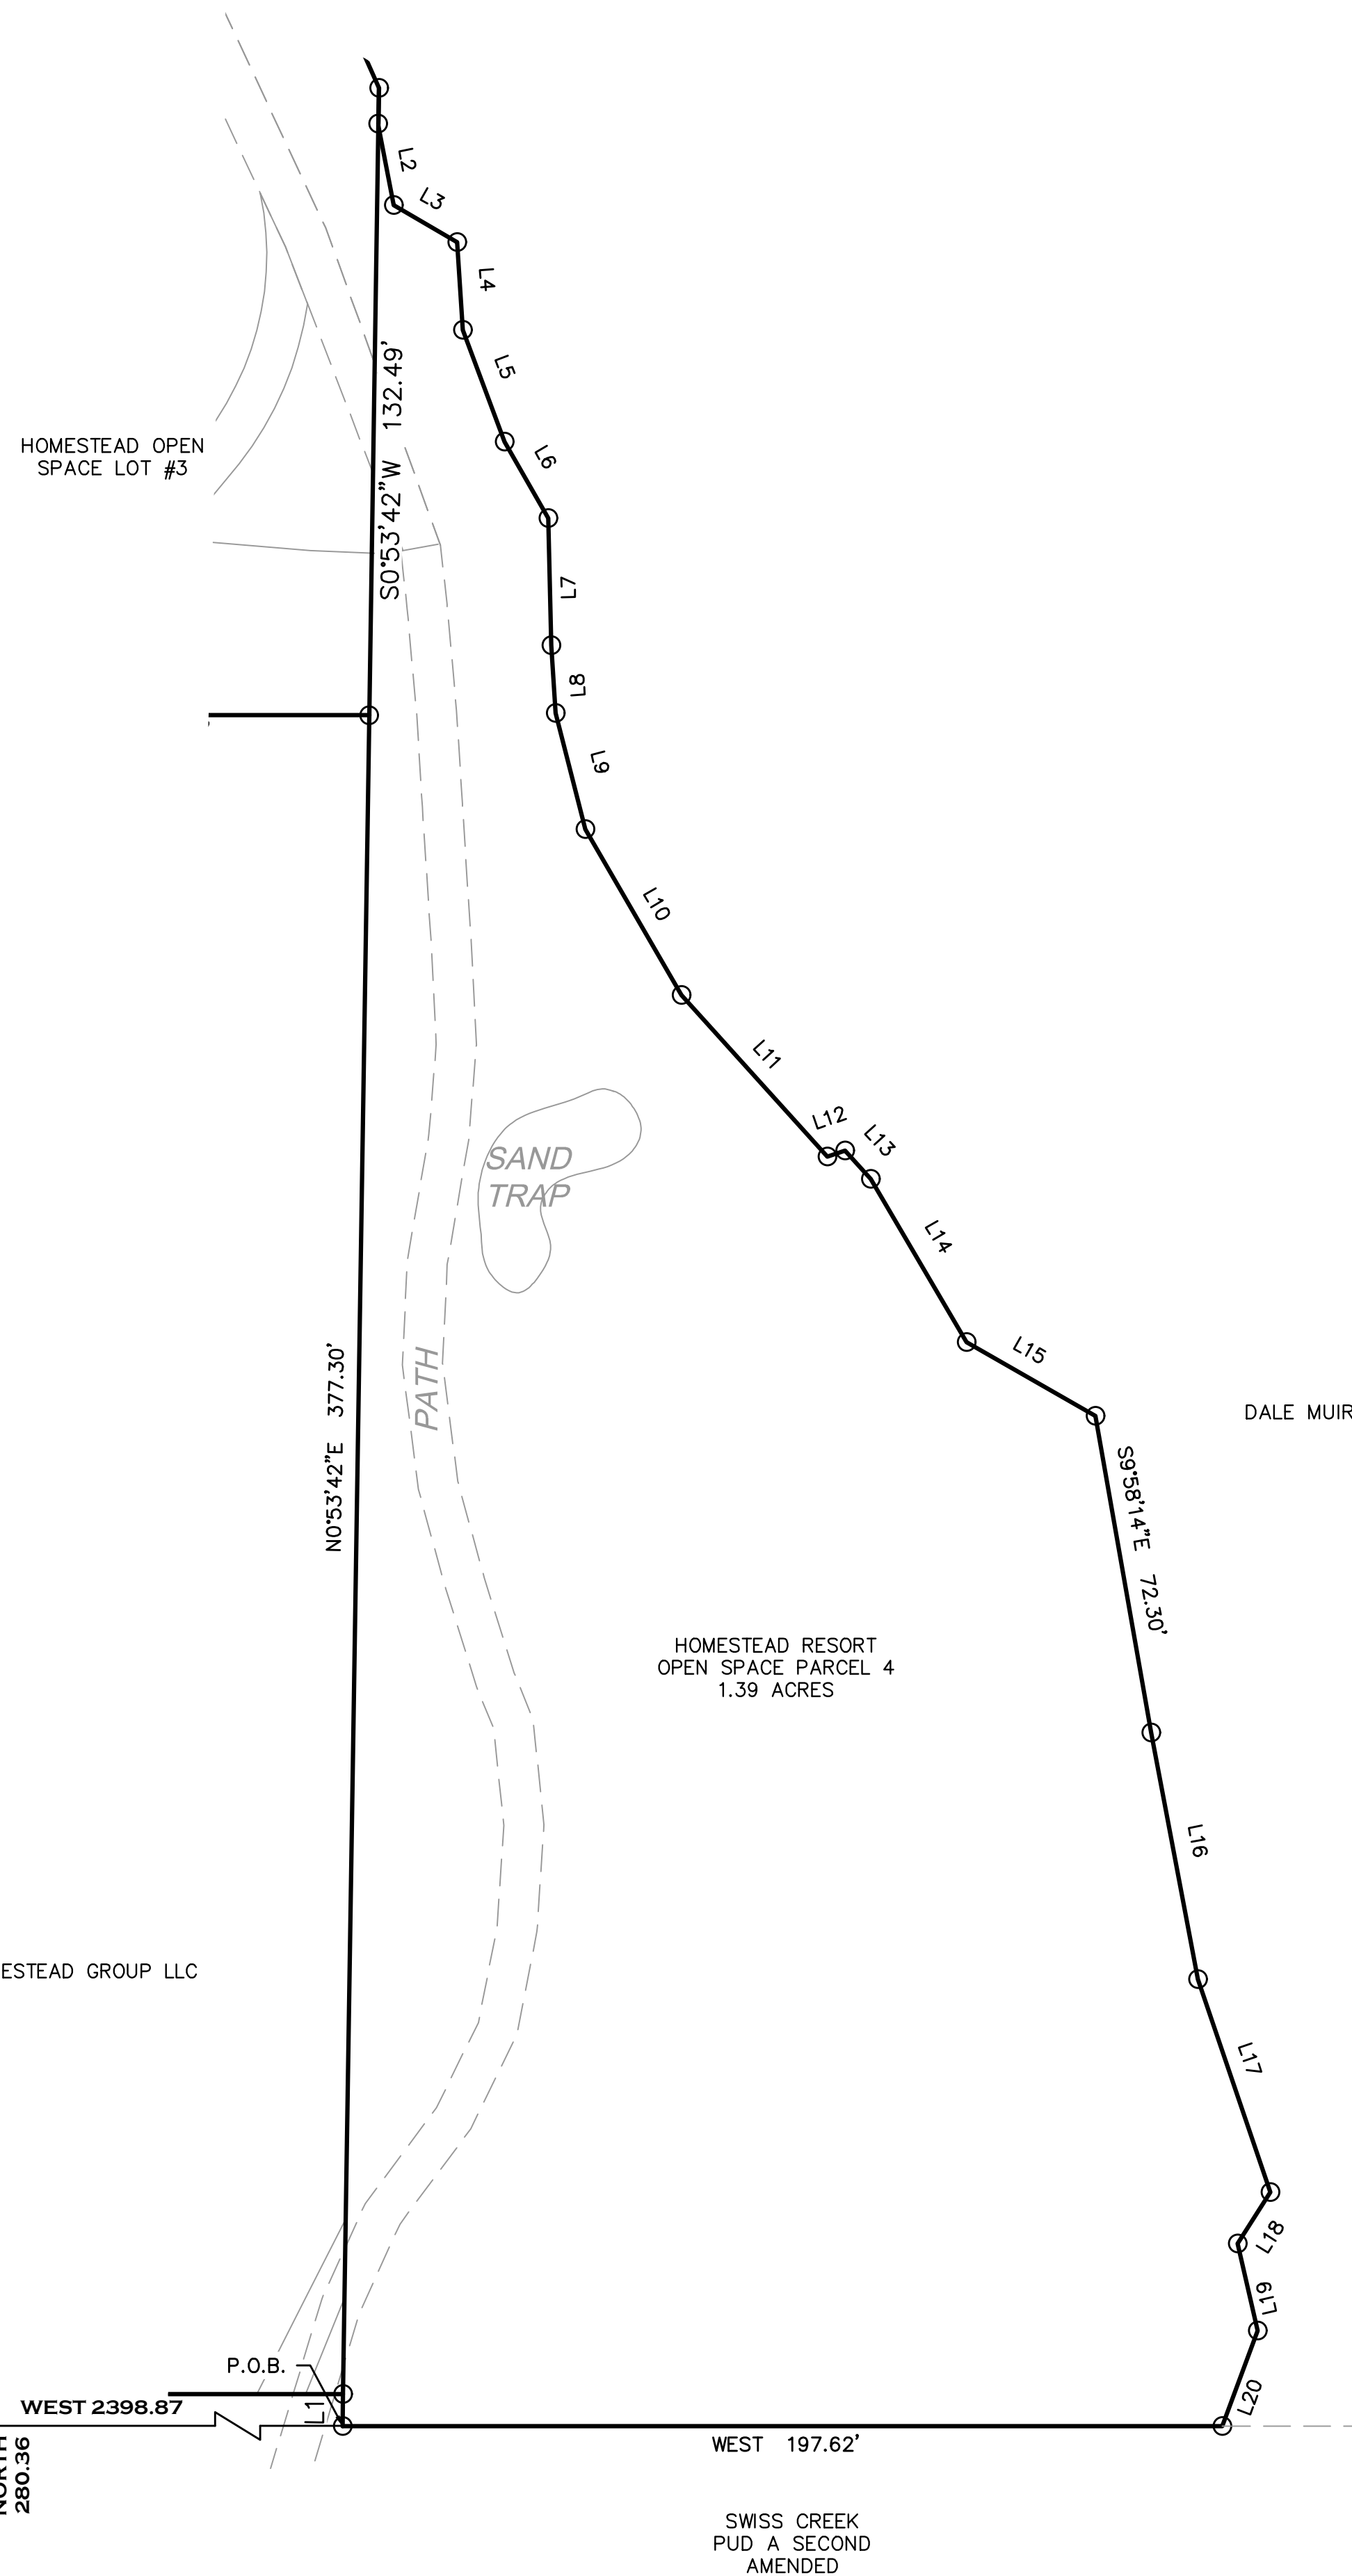 L2
L3
L4
S0°53'42"W 132.49'
L5
HOMESTEAD OPEN
SPACE LOT #3
L6
L7
L8
L9
L10
L11
L12
L13
SAND
TRAP
L14
L15
PATH
N0°53'42"E 377.30'
DALE MUIR
S9°58'14"E 72.30'
HOMESTEAD RESORT
OPEN SPACE PARCEL 4
1.39 ACRES
L16
ESTEAD GROUP LLC
L17
L18
L19
P.O.B.
L20
WEST 2398.87
L1
WEST 197.62'
NORTH
280.36
SWISS CREEK
PUD A SECOND
AMENDED